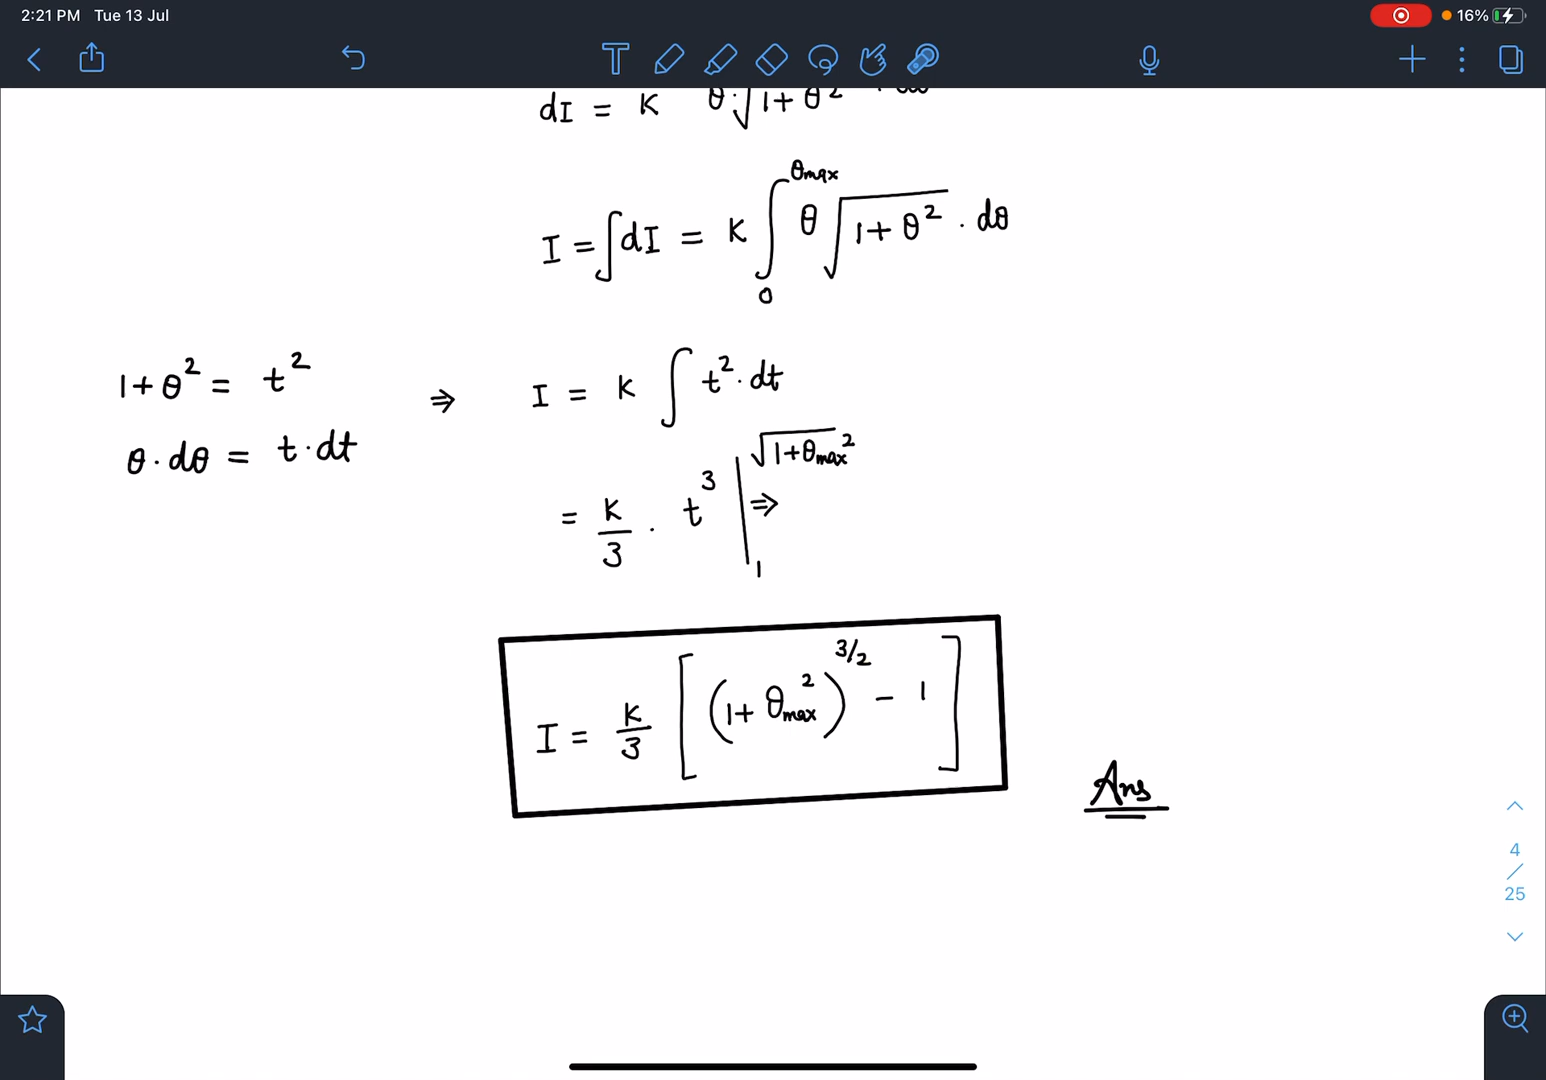 2:21 PM Tue 13 Jul
16%
T
dI = K θ·√1+θ²
I = ∫dI = K ∫₀^θmax θ √1+θ² · dθ
1+θ² = t² ⇒ I = K ∫ t²·dt
θ·dθ = t·dt
= K/3 · t³ |₁^√1+θmax² ⇒
I = K/3 [(1+θmax²)^3/2 − 1]
Ans
4
/
25